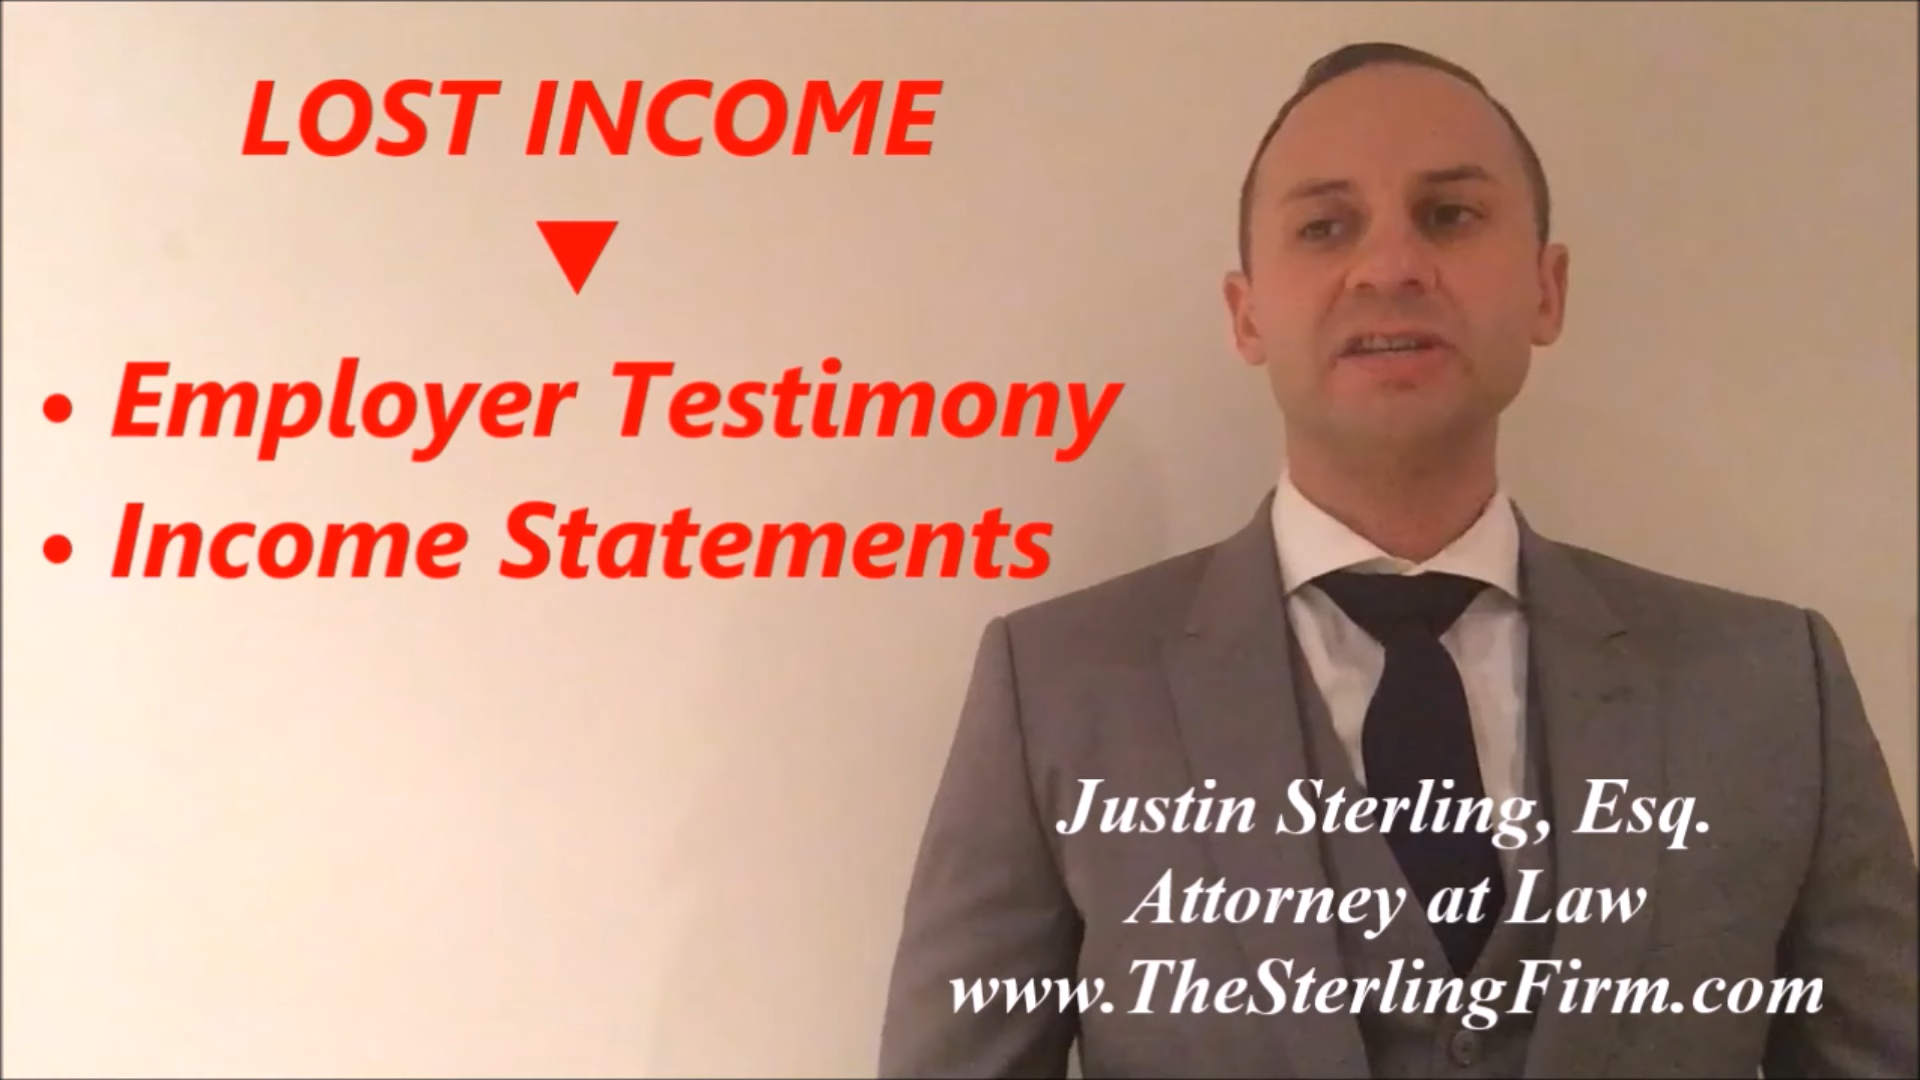 LOST INCOME
• Employer Testimony
• Income Statements
Justin Sterling, Esq.
Attorney at Law
www.TheSterlingFirm.com